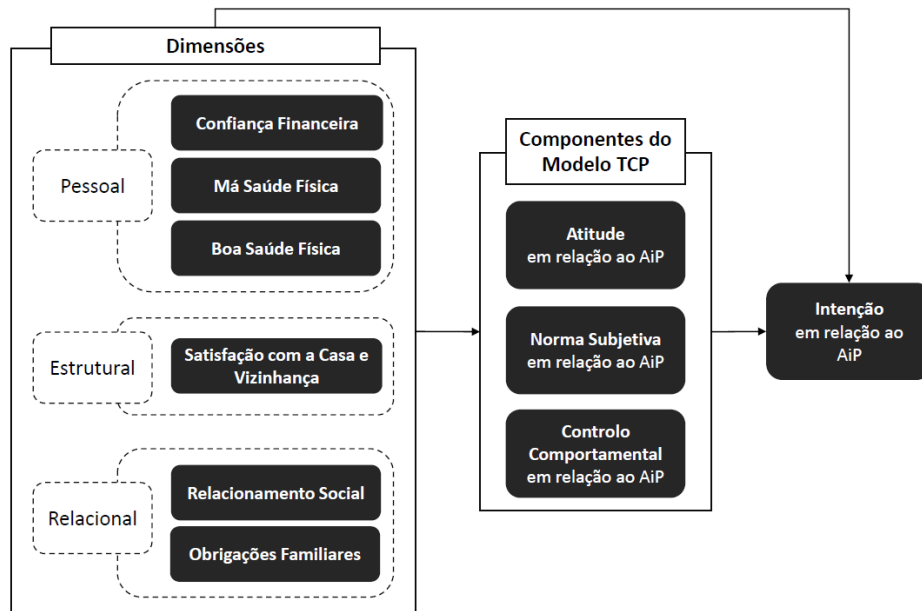 Dimensões
Pessoal
Confiança Financeira
Má Saúde Física
Boa Saúde Física
Estrutural
Satisfação com a Casa e
Vizinhança
Relacional
Relacionamento Social
Obrigações Familiares
Componentes do
Modelo TCP
Atitude
em relação ao AiP
Norma Subjetiva
em relação ao AiP
Controlo
Comportamental
em relação ao AiP
Intenção
em relação ao
AiP